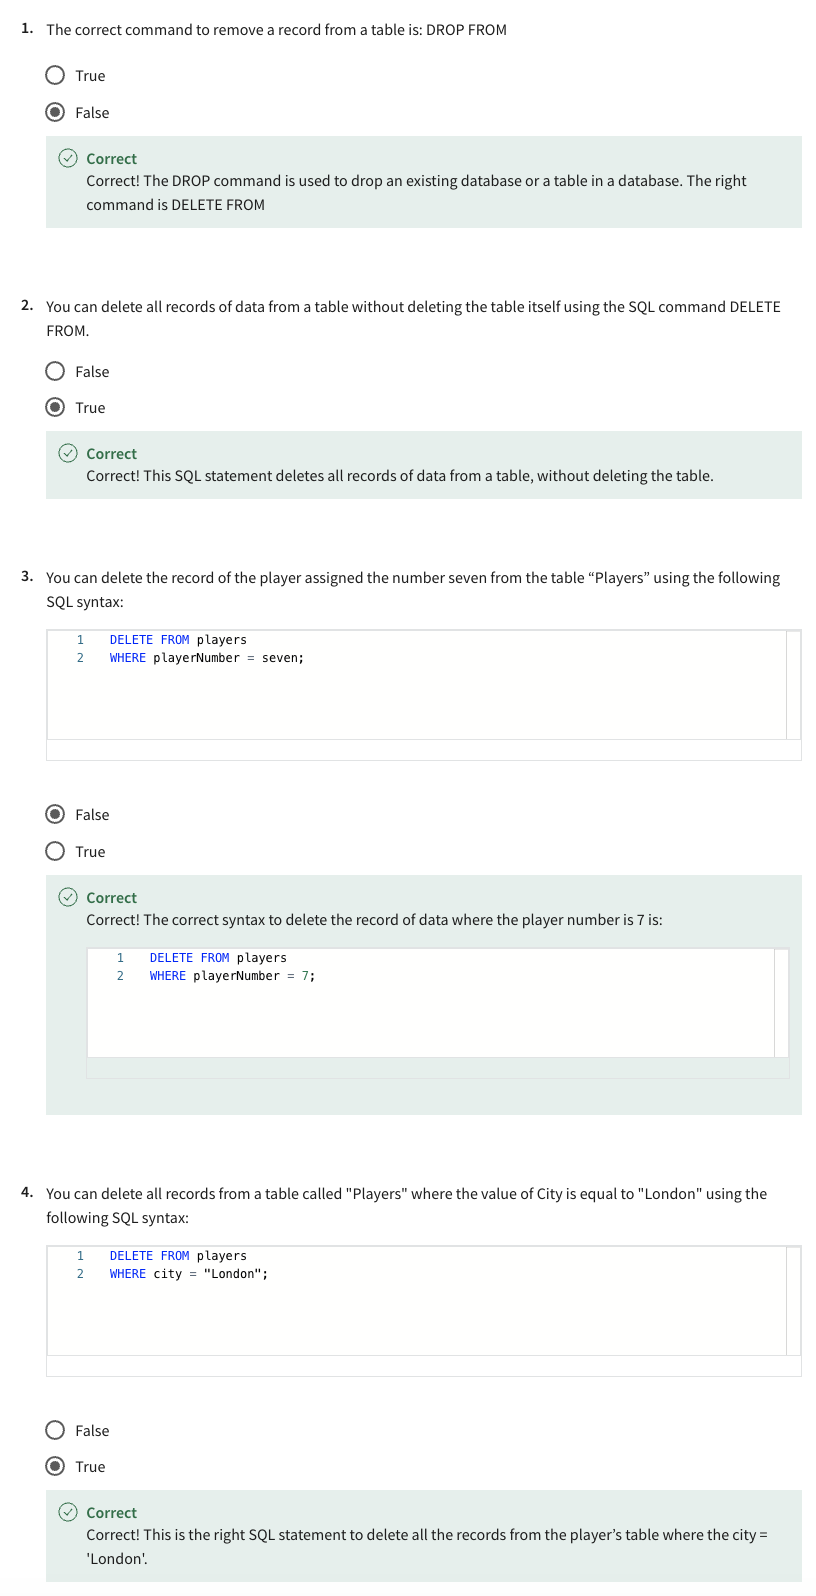 1. The correct command to remove a record from a table is: DROP FROM
True
False
Correct
Correct! The DROP command is used to drop an existing database or a table in a database. The right
command is DELETE FROM
2. You can delete all records of data from a table without deleting the table itself using the SQL command DELETE
FROM.
False
True
Correct
Correct! This SQL statement deletes all records of data from a table, without deleting the table.
3. You can delete the record of the player assigned the number seven from the table “Players” using the following
SQL syntax:
1 DELETE FROM players
2 WHERE playerNumber = seven;
False
True
Correct
Correct! The correct syntax to delete the record of data where the player number is 7 is:
1 DELETE FROM players
2 WHERE playerNumber = 7;
4. You can delete all records from a table called "Players" where the value of City is equal to "London" using the
following SQL syntax:
1 DELETE FROM players
2 WHERE city = "London";
False
True
Correct
Correct! This is the right SQL statement to delete all the records from the player’s table where the city =
'London'.